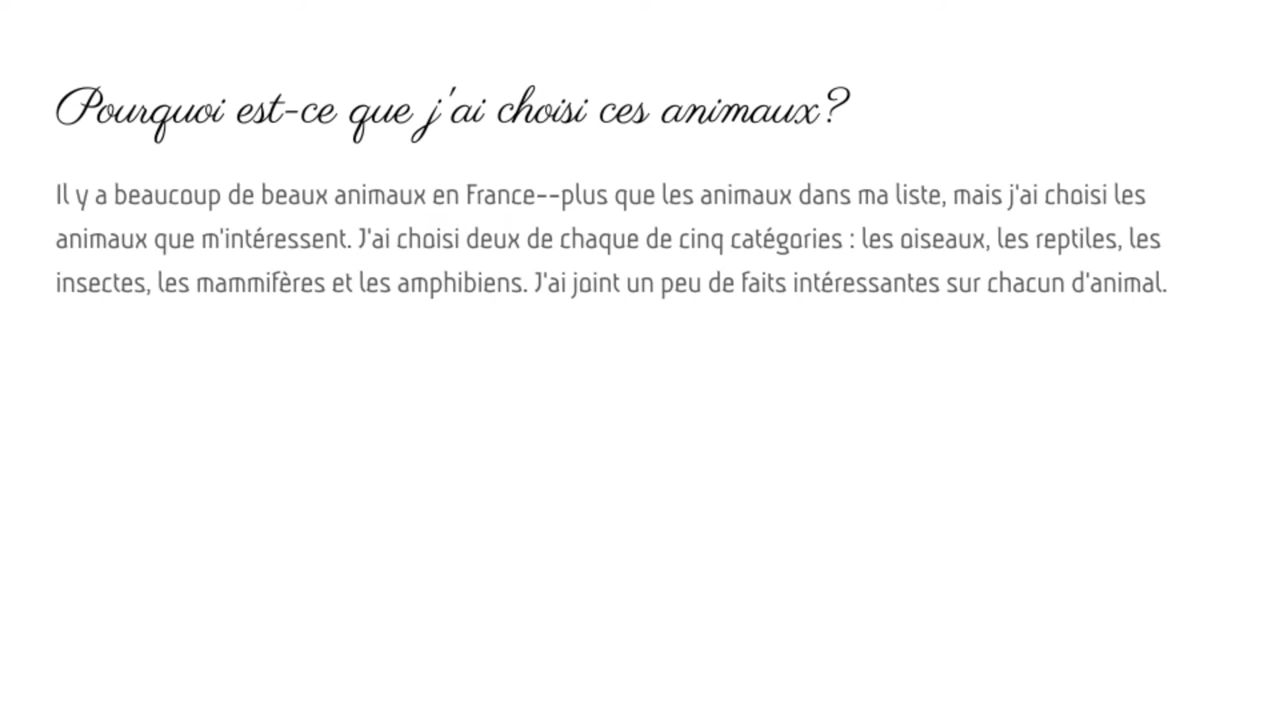 Pourquoi est-ce que j'ai choisi ces animaux?
Il y a beaucoup de beaux animaux en France--plus que les animaux dans ma liste, mais j'ai choisi les
animaux que m'intéressent. J'ai choisi deux de chaque de cinq catégories : les oiseaux, les reptiles, les
insectes, les mammifères et les amphibiens. J'ai joint un peu de faits intéressantes sur chacun d'animal.